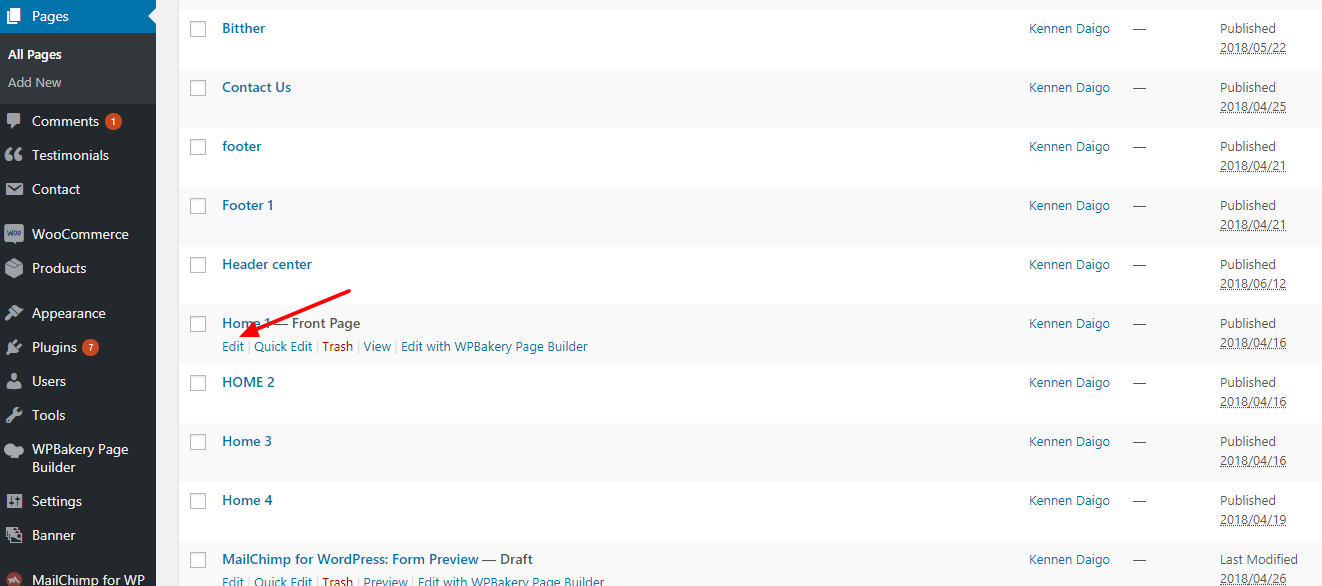 Pages
All Pages
Add New
Comments 1
Testimonials
Contact
WOO WooCommerce
Products
Appearance
Plugins 7
Users
Tools
WPBakery Page
Builder
Settings
Banner
MailChimp for WP
Bitther Kennen Daigo — Published
2018/05/22
Contact Us Kennen Daigo — Published
2018/04/25
footer Kennen Daigo — Published
2018/04/21
Footer 1 Kennen Daigo — Published
2018/04/21
Header center Kennen Daigo — Published
2018/06/12
Home 1 — Front Page Kennen Daigo — Published
Edit | Quick Edit | Trash | View | Edit with WPBakery Page Builder 2018/04/16
HOME 2 Kennen Daigo — Published
2018/04/16
Home 3 Kennen Daigo — Published
2018/04/16
Home 4 Kennen Daigo — Published
2018/04/19
MailChimp for WordPress: Form Preview — Draft Kennen Daigo — Last Modified
Edit | Quick Edit | Trash | Preview | Edit with WPBakery Page Builder 2018/04/26